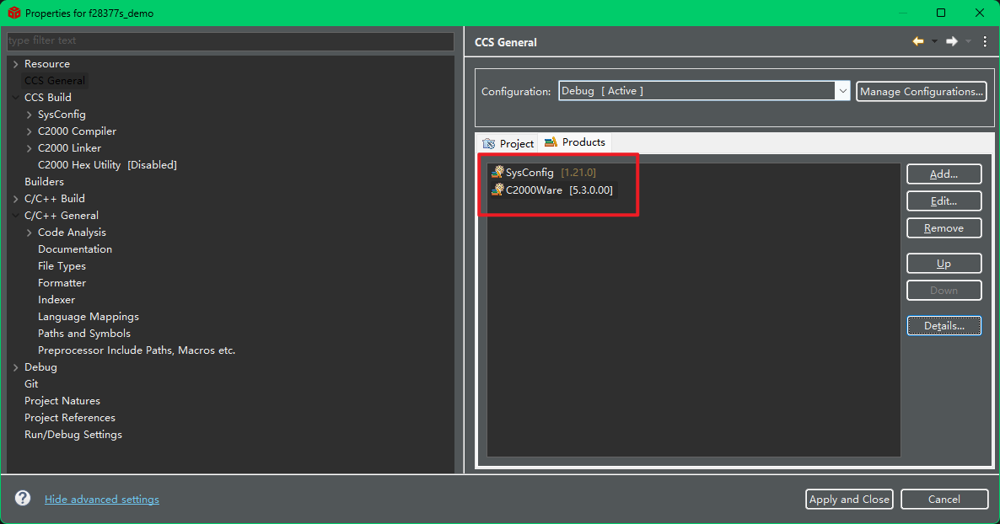 Properties for f28377s_demo
type filter text
Resource
CCS General
CCS Build
SysConfig
C2000 Compiler
C2000 Linker
C2000 Hex Utility [Disabled]
Builders
C/C++ Build
C/C++ General
Code Analysis
Documentation
File Types
Formatter
Indexer
Language Mappings
Paths and Symbols
Preprocessor Include Paths, Macros etc.
Debug
Git
Project Natures
Project References
Run/Debug Settings
CCS General
Configuration:
Debug [ Active ]
Manage Configurations...
Project
Products
SysConfig [1.21.0]
C2000Ware [5.3.0.00]
Add...
Edit...
Remove
Up
Down
Details...
?
Hide advanced settings
Apply and Close
Cancel